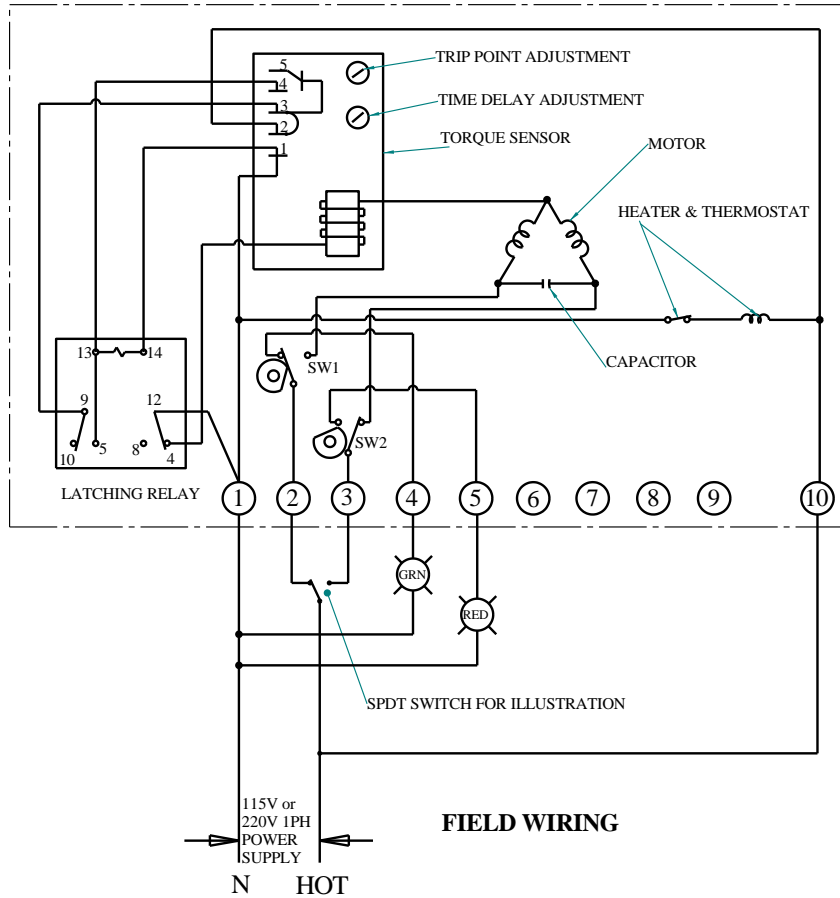 TRIP POINT ADJUSTMENT
5
4
TIME DELAY ADJUSTMENT
3
2
TORQUE SENSOR
1
MOTOR
HEATER & THERMOSTAT
CAPACITOR
13
14
SW1
9
12
SW2
10
5
8
4
LATCHING RELAY
1
2
3
4
5
6
7
8
9
10
GRN
RED
SPDT SWITCH FOR ILLUSTRATION
115V or
220V 1PH
POWER
SUPPLY
FIELD WIRING
N
HOT